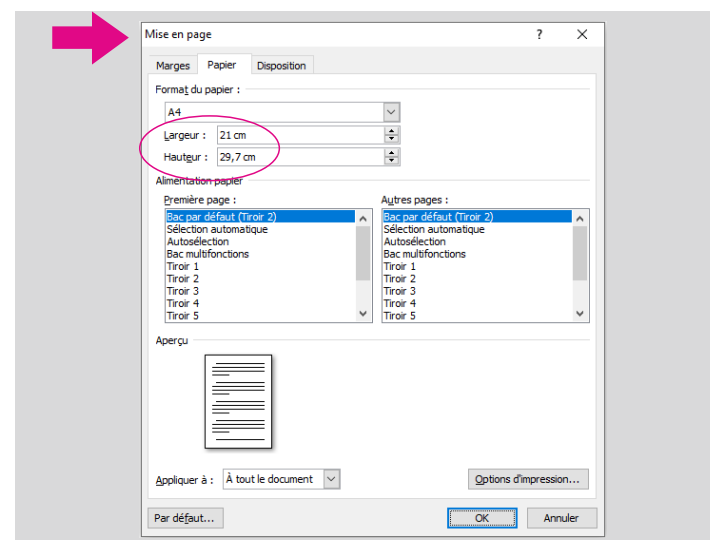 Mise en page
?
Marges Papier Disposition
Format du papier :
A4
Largeur : 21 cm
Hauteur : 29,7 cm
Alimentation papier
Première page :
Bac par défaut (Tiroir 2)
Sélection automatique
Autosélection
Bac multifonctions
Tiroir 1
Tiroir 2
Tiroir 3
Tiroir 4
Tiroir 5
Autres pages :
Bac par défaut (Tiroir 2)
Sélection automatique
Autosélection
Bac multifonctions
Tiroir 1
Tiroir 2
Tiroir 3
Tiroir 4
Tiroir 5
Aperçu
Appliquer à : À tout le document
Options d'impression...
Par défaut...
OK
Annuler